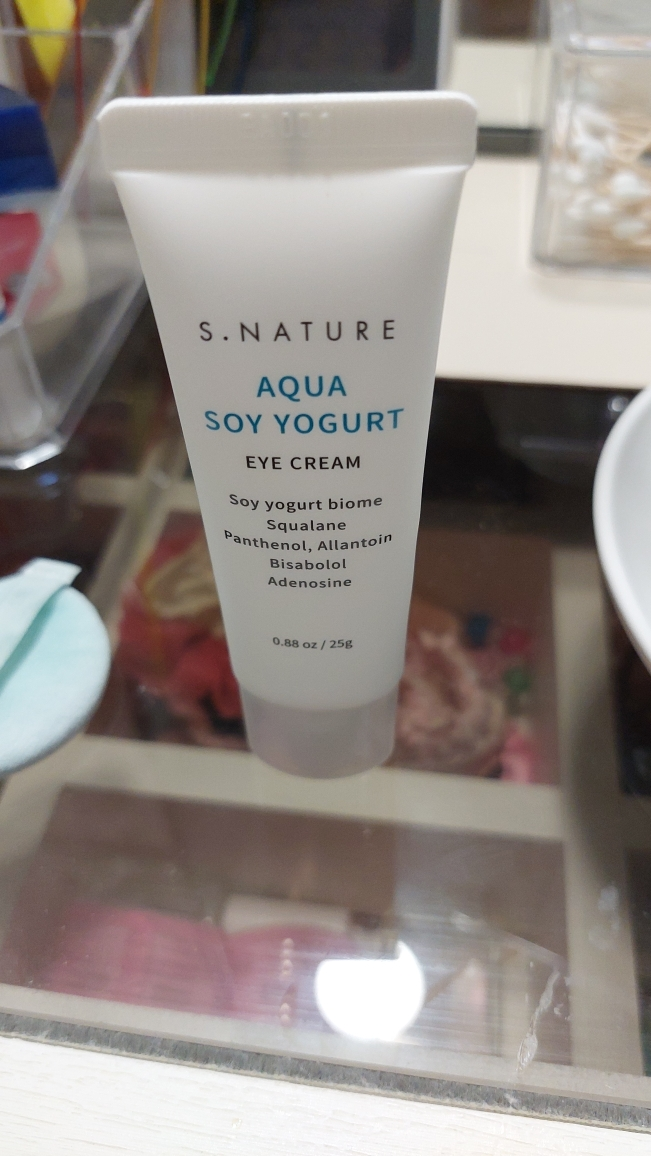 S.NATURE
AQUA
SOY YOGURT
EYE CREAM
Soy yogurt biome
Squalane
Panthenol, Allantoin
Bisabolol
Adenosine
0.88 oz / 25g